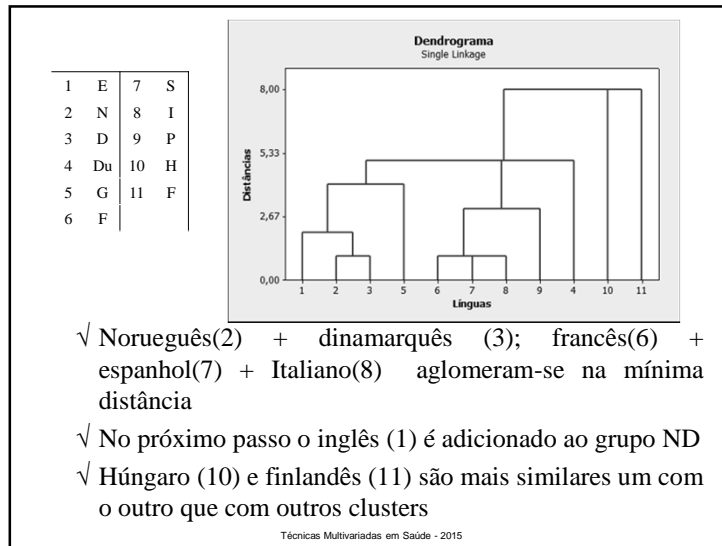 1 E 7 S
2 N 8 I
3 D 9 P
4 Du 10 H
5 G 11 F
6 F
Dendrograma
Single Linkage
Distâncias
8,00
5,33
2,67
0,00
1 2 3 5 6 7 8 9 4 10 11
Línguas
√ Norueguês(2) + dinamarquês (3); francês(6) +
espanhol(7) + Italiano(8) aglomeram-se na mínima
distância
√ No próximo passo o inglês (1) é adicionado ao grupo ND
√ Húngaro (10) e finlandês (11) são mais similares um com
o outro que com outros clusters
Técnicas Multivariadas em Saúde - 2015